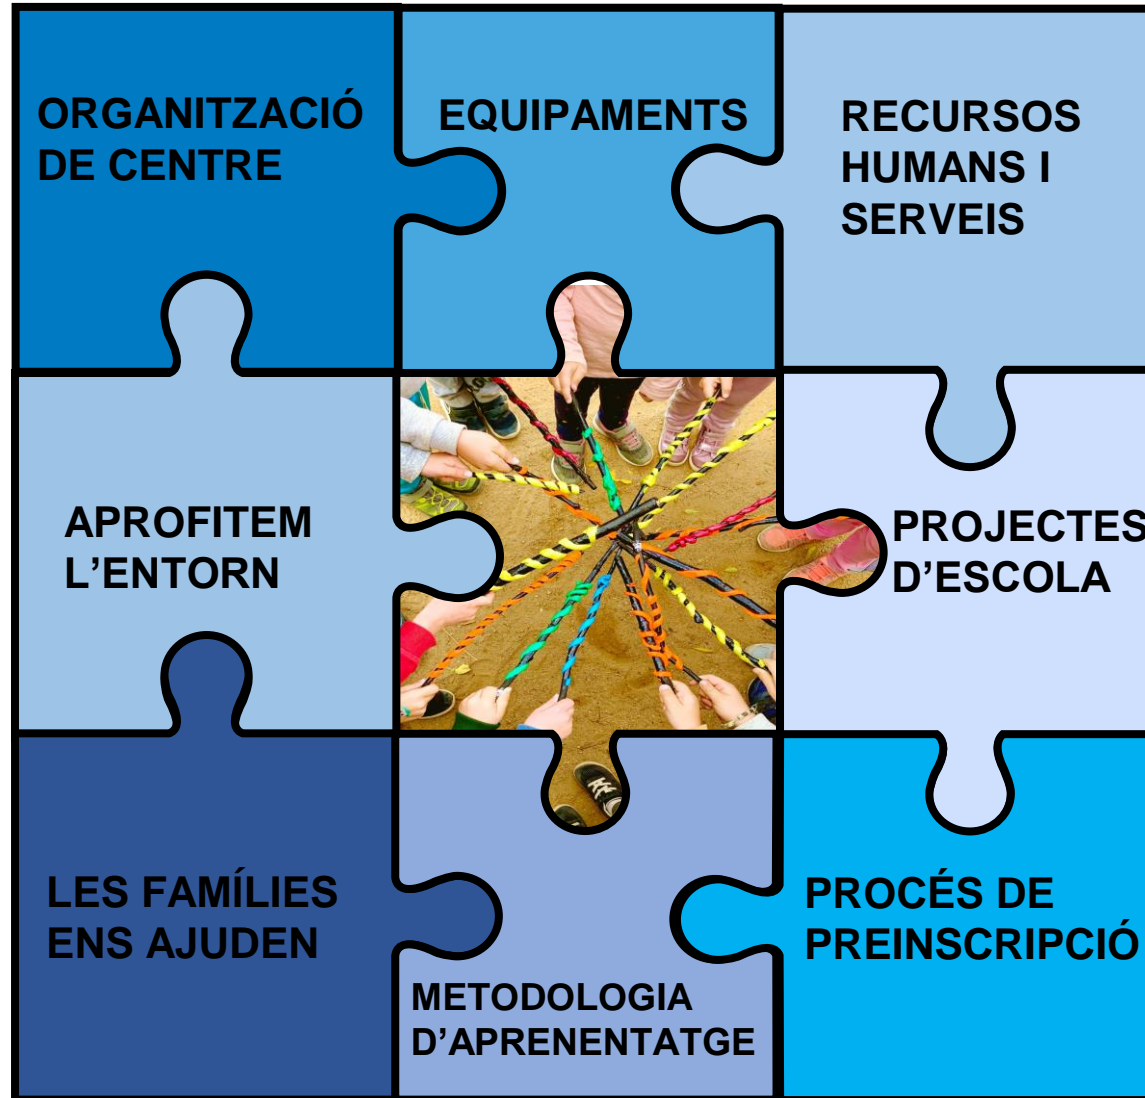 ORGANITZACIÓ
DE CENTRE
EQUIPAMENTS
RECURSOS
HUMANS I
SERVEIS
APROFITEM
L’ENTORN
PROJECTES
D’ESCOLA
LES FAMÍLIES
ENS AJUDEN
METODOLOGIA
D’APRENENTATGE
PROCÉS DE
PREINSCRIPCIÓ